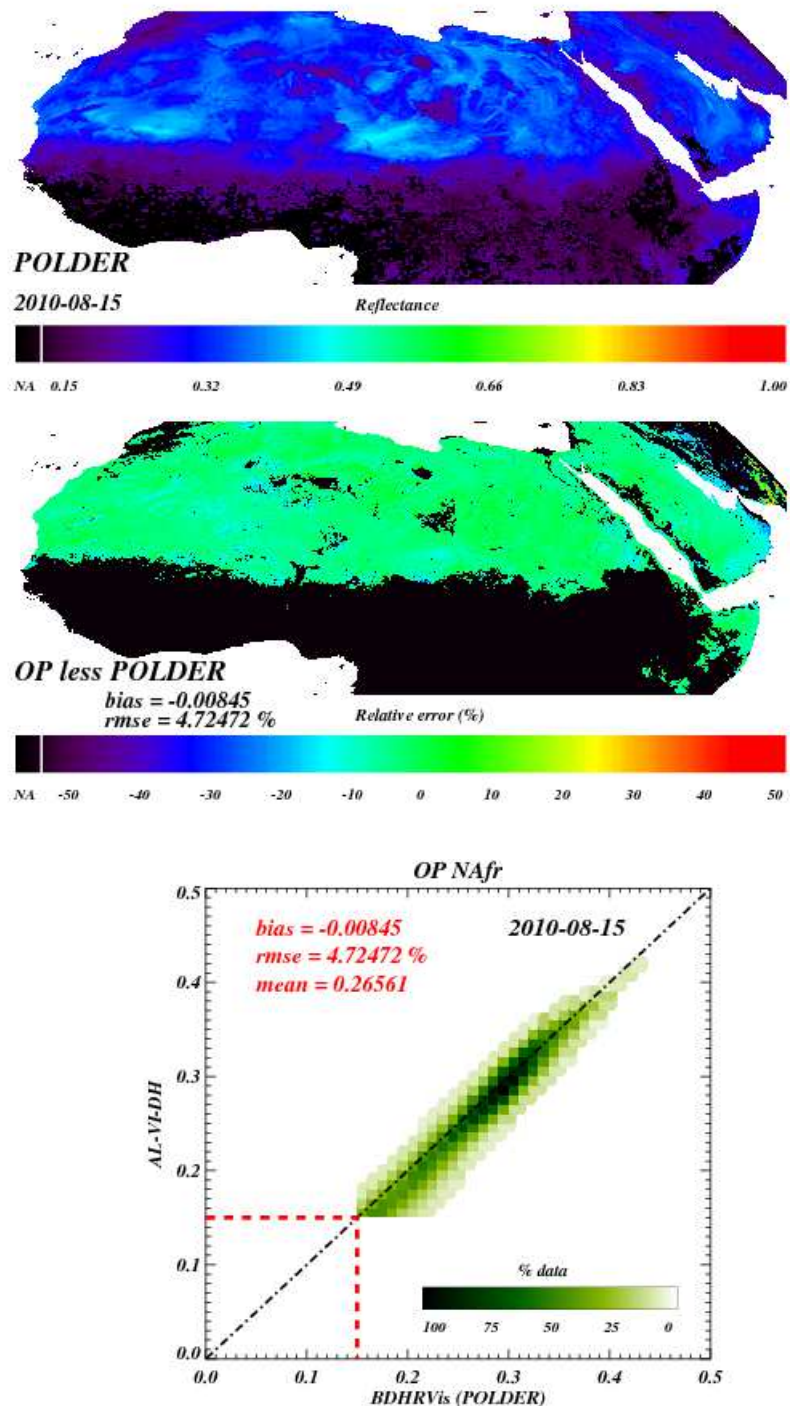 POLDER
2010-08-15 Reflectance
NA 0.15 0.32 0.49 0.66 0.83 1.00
OP less POLDER
bias = -0.00845
rmse = 4.72472 % Relative error (%)
NA -50 -40 -30 -20 -10 0 10 20 30 40 50
OP NAfr
0.5
bias = -0.00845 2010-08-15
rmse = 4.72472 %
mean = 0.26561
0.4
0.3
AL-VI-DH
0.2
0.1
% data
100 75 50 25 0
0.0
0.0 0.1 0.2 0.3 0.4 0.5
BDHRVis (POLDER)